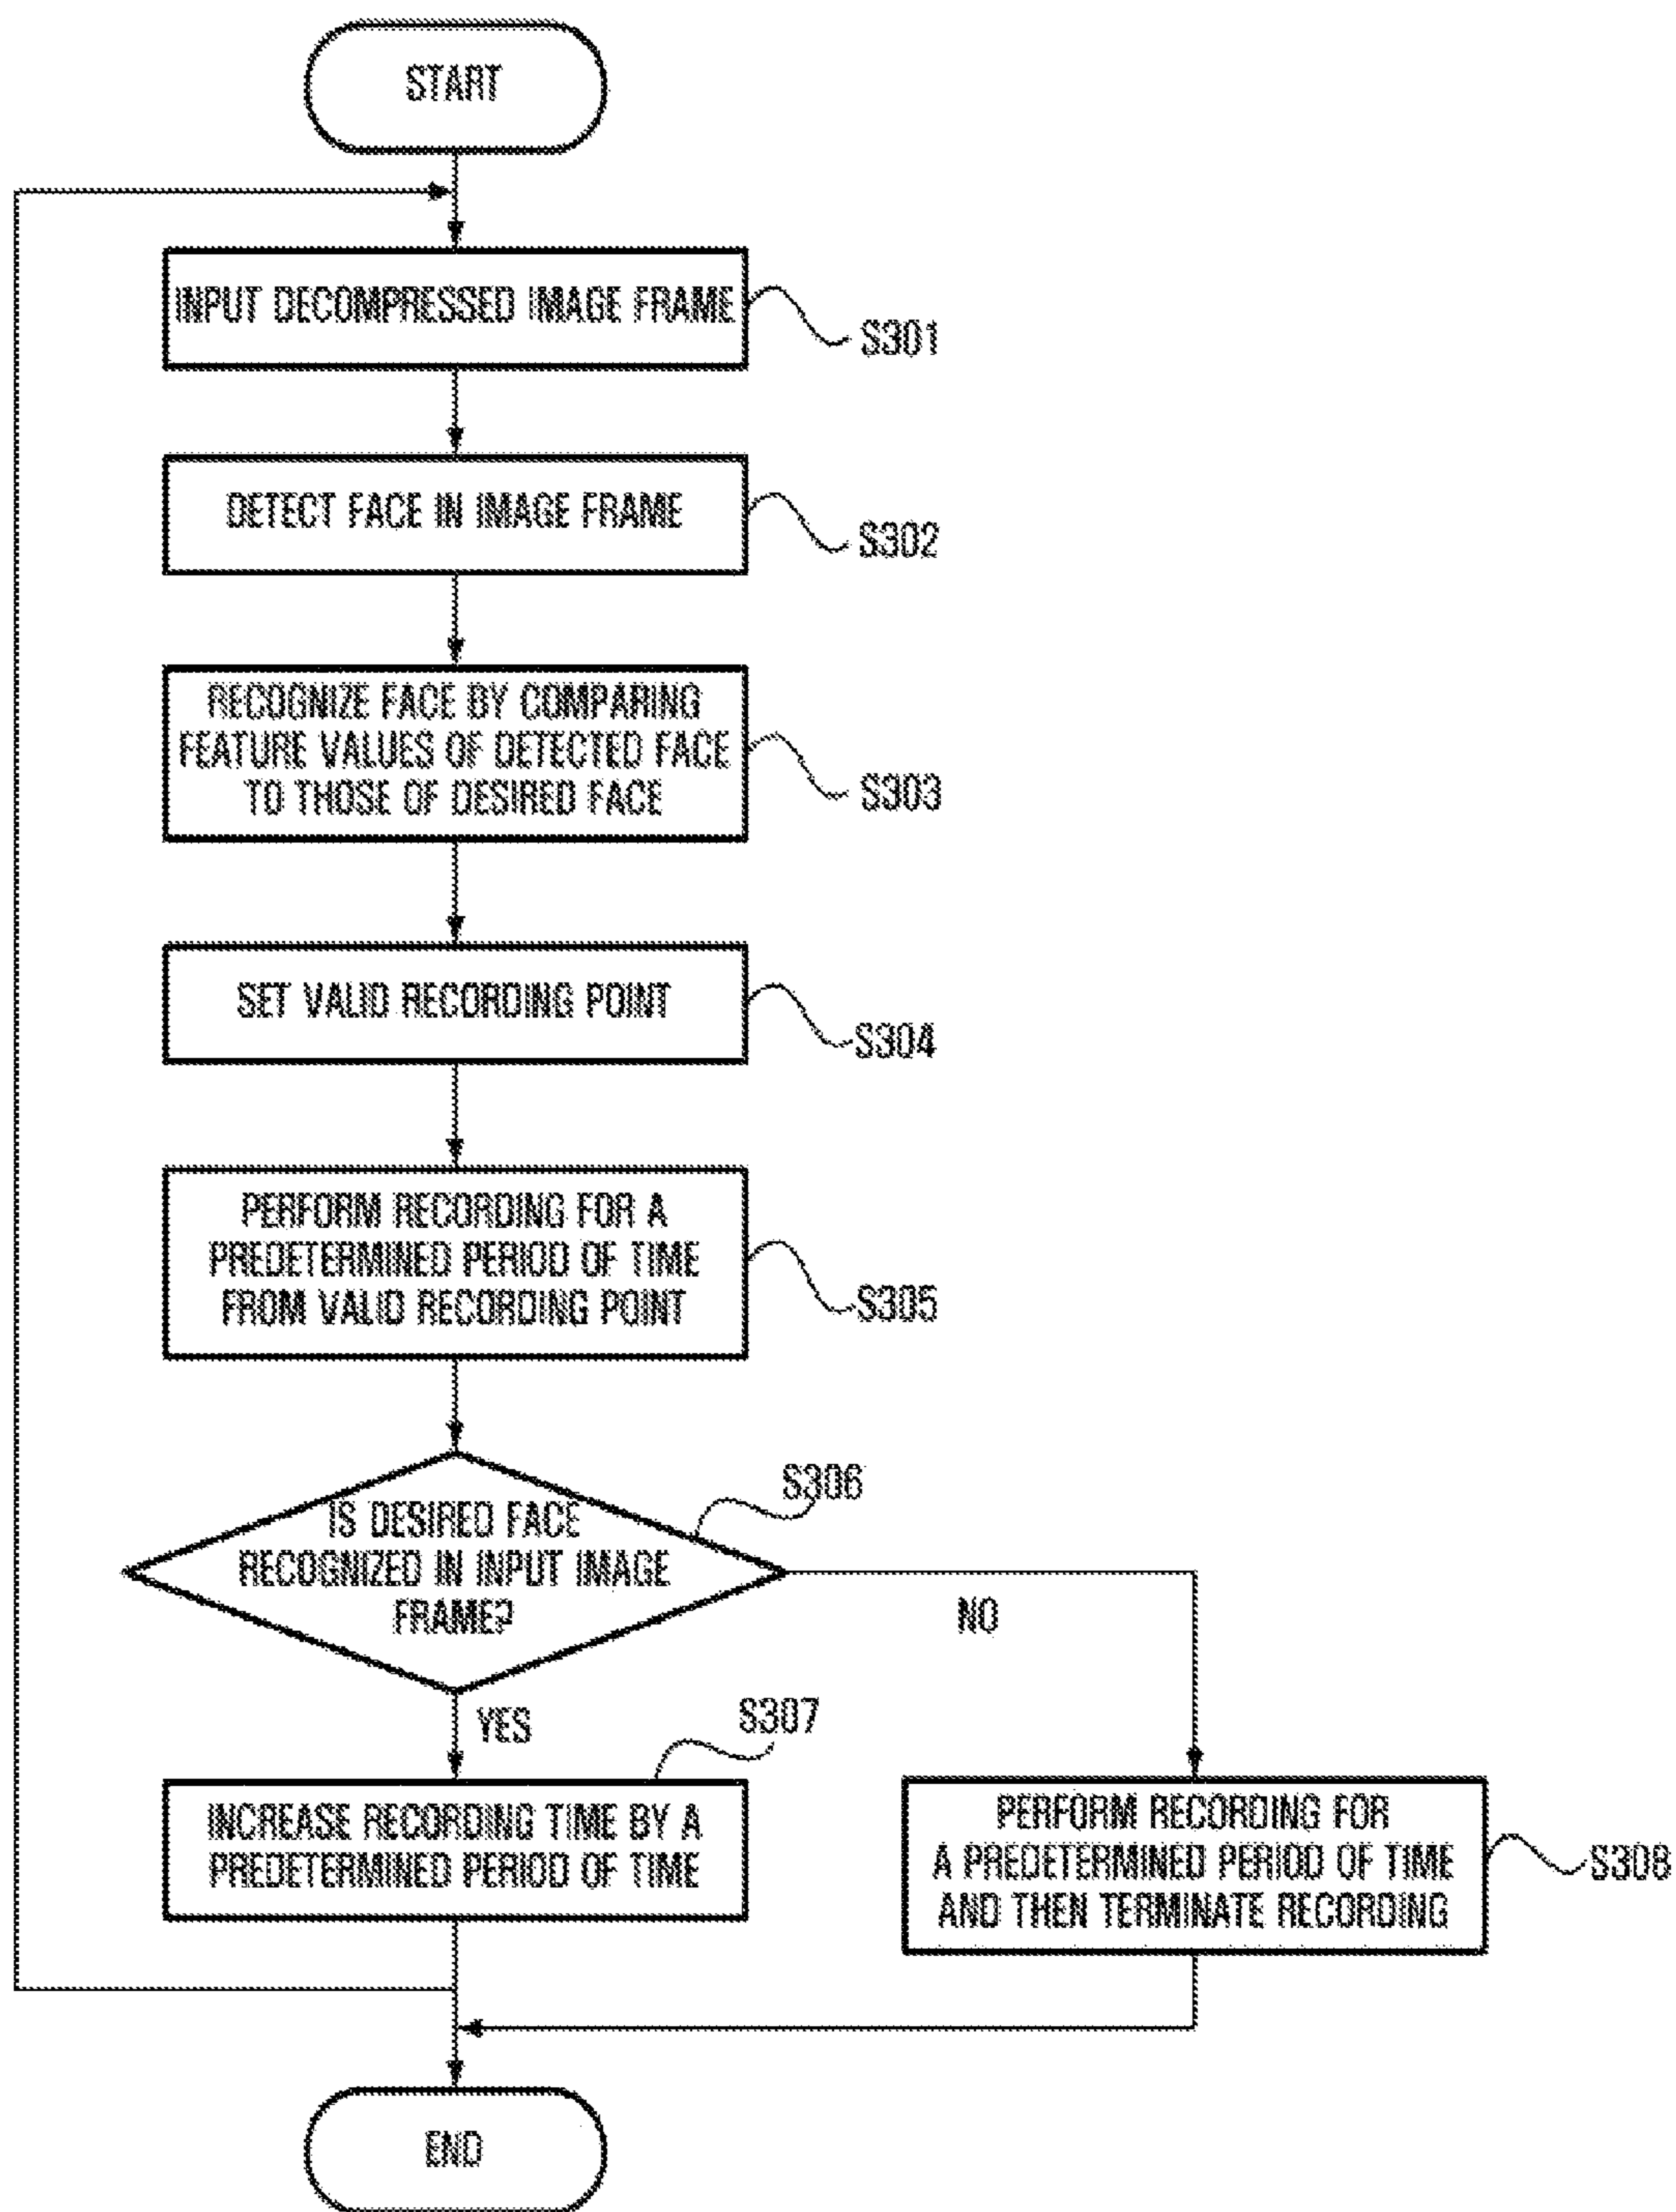 START
INPUT DECOMPRESSED IMAGE FRAME
S301
DETECT FACE IN IMAGE FRAME
S302
RECOGNIZE FACE BY COMPARING
FEATURE VALUES OF DETECTED FACE
TO THOSE OF DESIRED FACE
S303
SET VALID RECORDING POINT
S304
PERFORM RECORDING FOR A
PREDETERMINED PERIOD OF TIME
FROM VALID RECORDING POINT
S305
S306
IS DESIRED FACE
RECOGNIZED IN INPUT IMAGE
FRAME?
NO
YES
S307
INCREASE RECORDING TIME BY A
PREDETERMINED PERIOD OF TIME
PERFORM RECORDING FOR
A PREDETERMINED PERIOD OF TIME
AND THEN TERMINATE RECORDING
S308
END